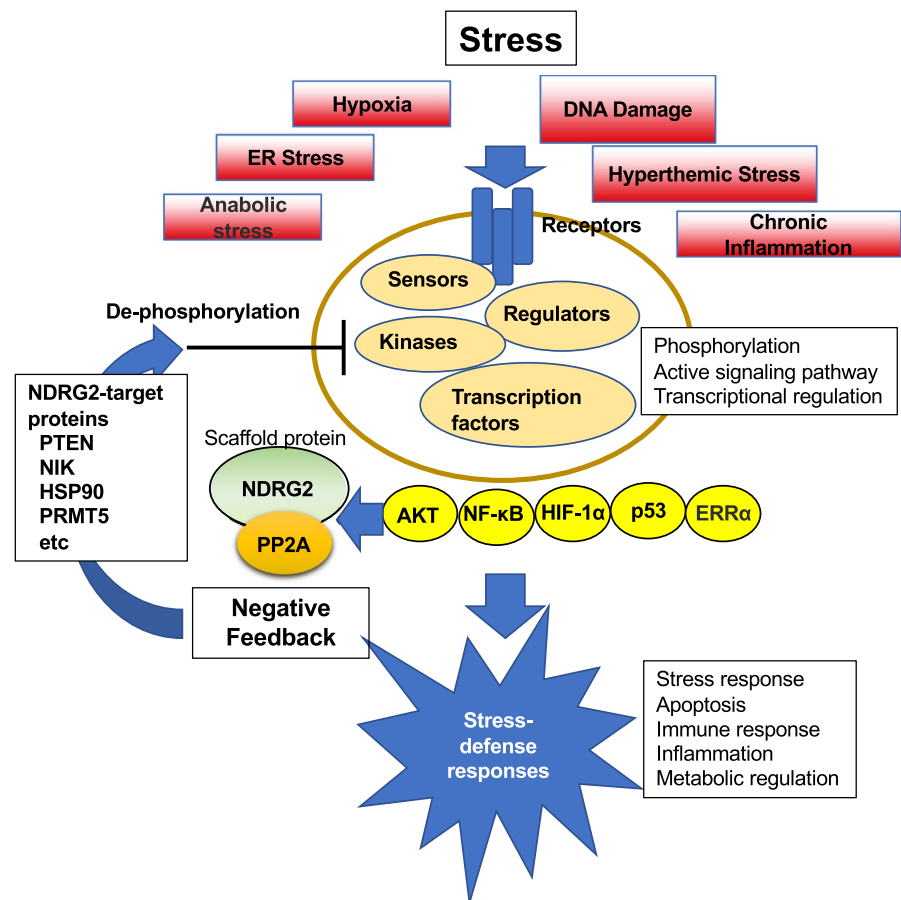 Stress
Hypoxia
DNA Damage
ER Stress
Hyperthemic Stress
Anabolic
stress
Chronic
Inflammation
Receptors
Sensors
Regulators
Kinases
Transcription
factors
De-phosphorylation
Phosphorylation
Active signaling pathway
Transcriptional regulation
NDRG2-target
proteins
PTEN
NIK
HSP90
PRMT5
etc
Scaffold protein
NDRG2
PP2A
AKT
NF-κB
HIF-1α
p53
ERRα
Negative
Feedback
Stress-
defense
responses
Stress response
Apoptosis
Immune response
Inflammation
Metabolic regulation